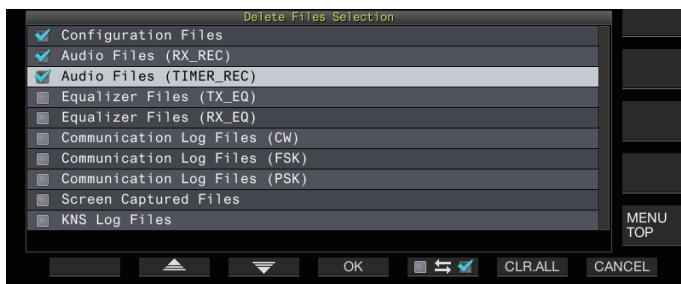 Delete Files Selection
Configuration Files
Audio Files (RX_REC)
Audio Files (TIMER_REC)
Equalizer Files (TX_EQ)
Equalizer Files (RX_EQ)
Communication Log Files (CW)
Communication Log Files (FSK)
Communication Log Files (PSK)
Screen Captured Files
KNS Log Files
MENU
TOP
OK
CLR.ALL
CANCEL